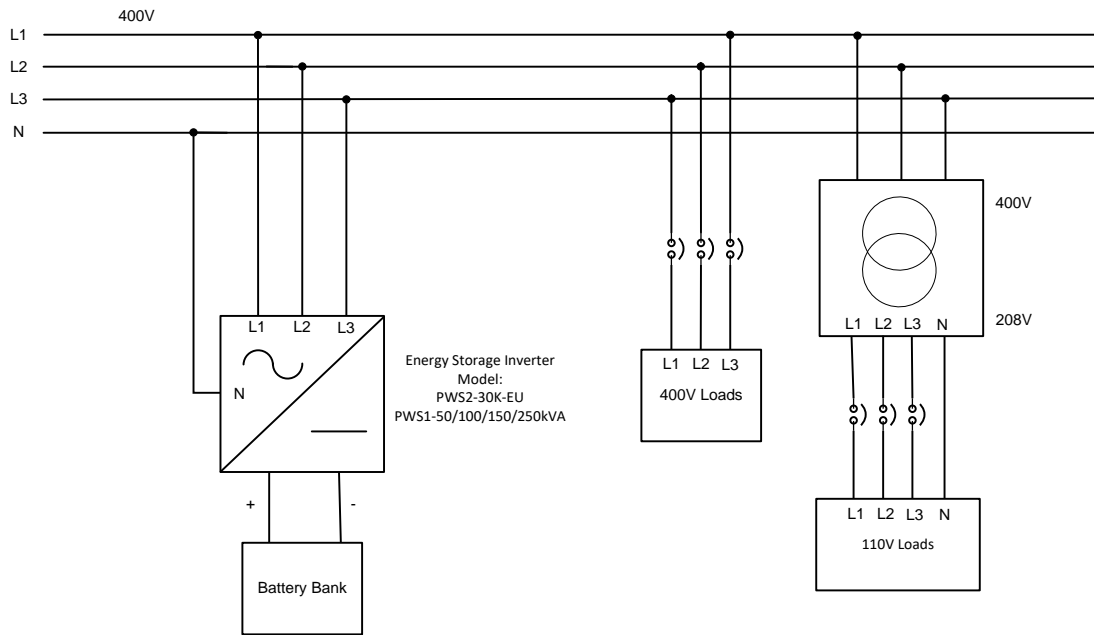 400V
L1
L2
L3
N
400V
208V
L1 L2 L3 N
L1 L2 L3
N
Energy Storage Inverter
Model:
PWS2-30K-EU
PWS1-50/100/150/250kVA
L1 L2 L3
400V Loads
+ -
L1 L2 L3 N
110V Loads
Battery Bank